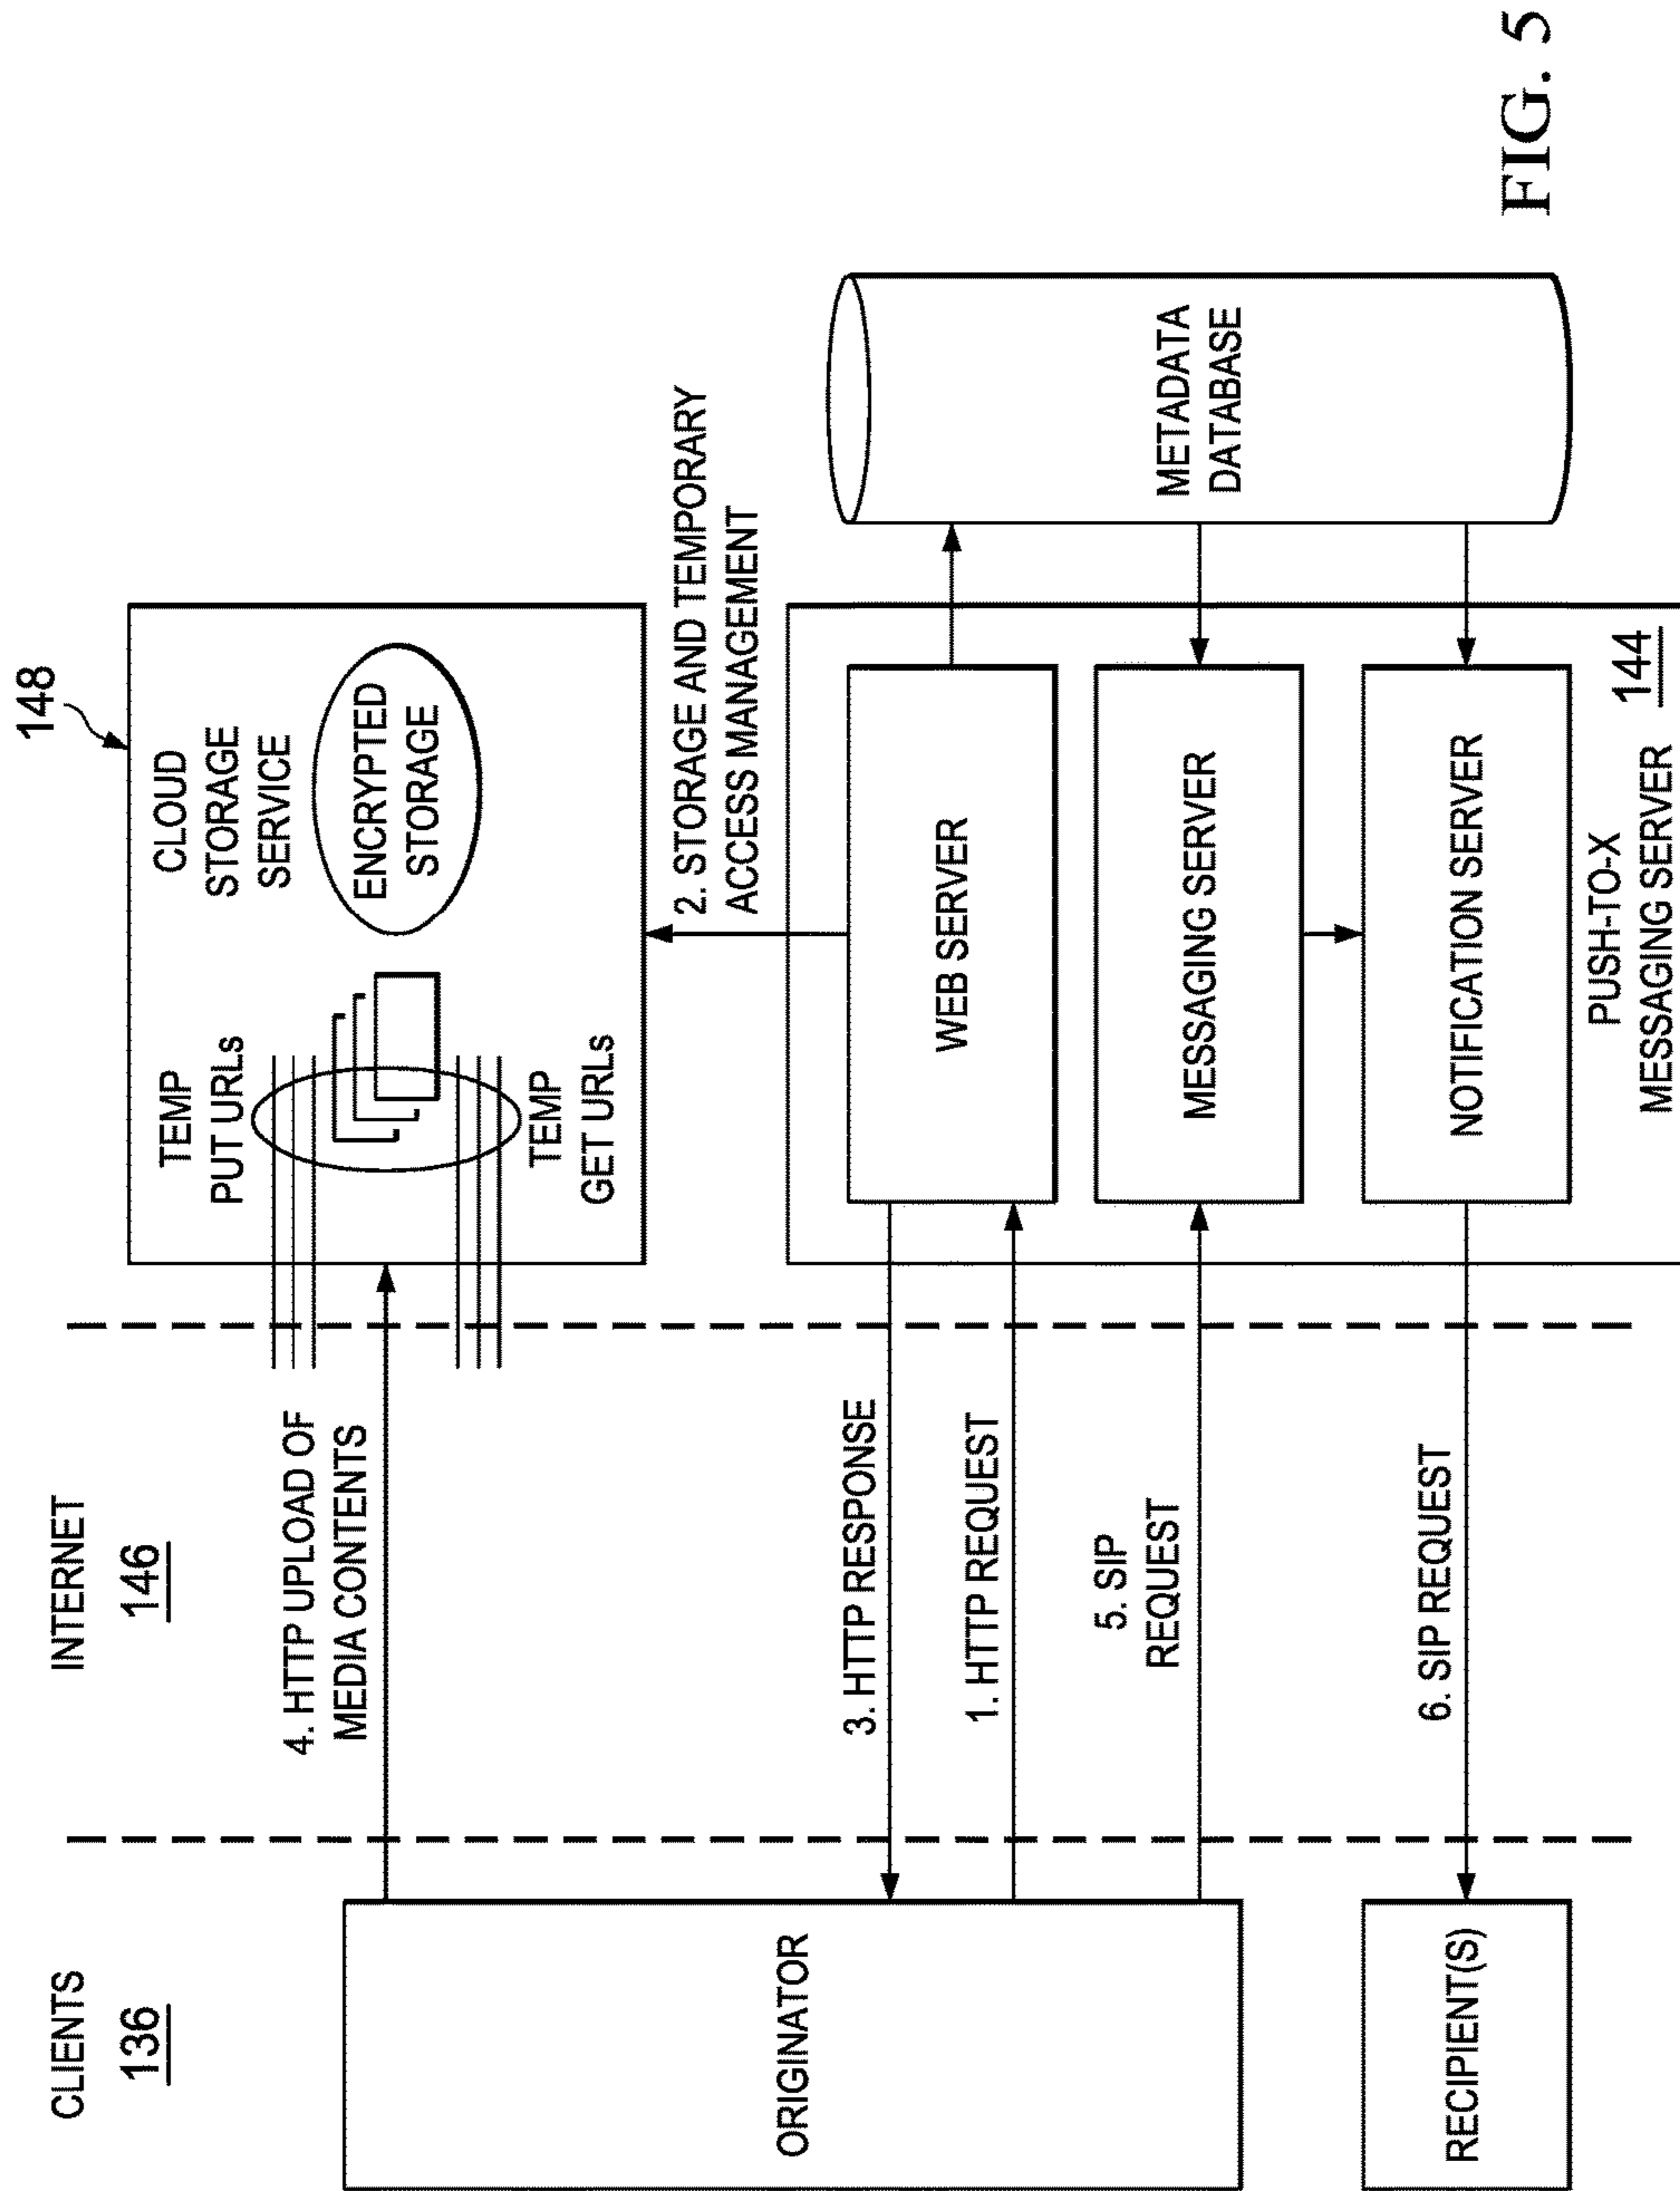 CLIENTS
136
INTERNET
146
148
CLOUD
STORAGE
SERVICE
TEMP
PUT URLs
ENCRYPTED
STORAGE
TEMP
GET URLs
4. HTTP UPLOAD OF
MEDIA CONTENTS
2. STORAGE AND TEMPORARY
ACCESS MANAGEMENT
ORIGINATOR
3. HTTP RESPONSE
1. HTTP REQUEST
5. SIP
REQUEST
WEB SERVER
MESSAGING SERVER
METADATA
DATABASE
RECIPIENT(S)
6. SIP REQUEST
NOTIFICATION SERVER
PUSH-TO-X
MESSAGING SERVER
144
FIG. 5